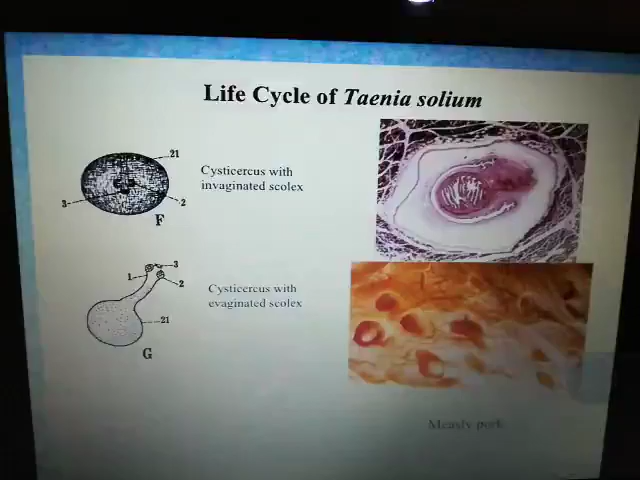 Life Cycle of Taenia solium
21
Cysticercus with
invaginated scolex
3
2
F
3
1
2
Cysticercus with
evaginated scolex
21
G
Measly pork